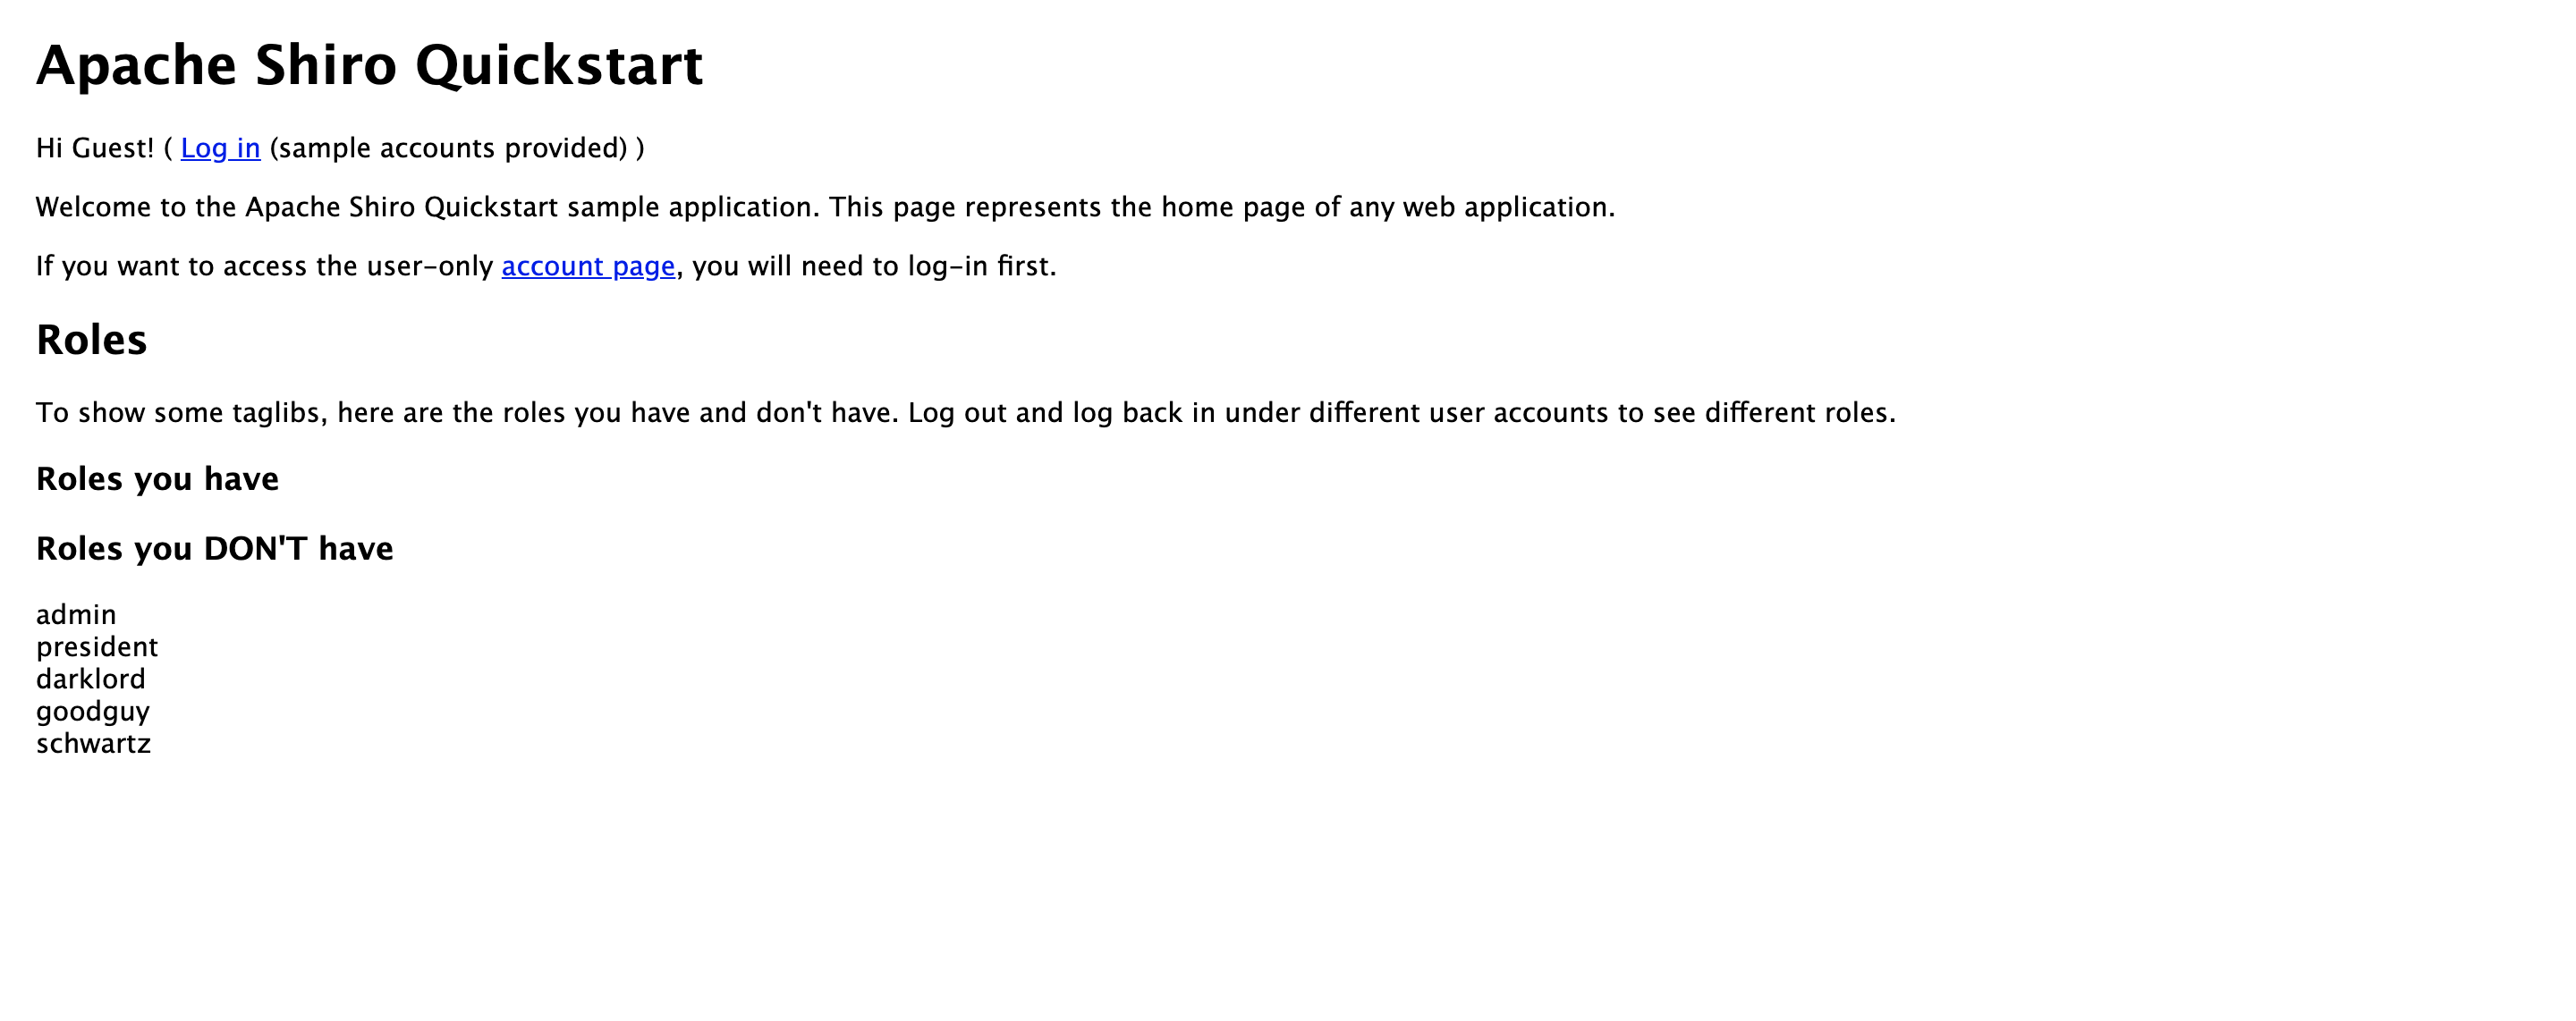 Apache Shiro Quickstart
Hi Guest! ( Log in (sample accounts provided) )
Welcome to the Apache Shiro Quickstart sample application. This page represents the home page of any web application.
If you want to access the user-only account page, you will need to log-in first.
Roles
To show some taglibs, here are the roles you have and don't have. Log out and log back in under different user accounts to see different roles.
Roles you have
Roles you DON'T have
admin
president
darklord
goodguy
schwartz